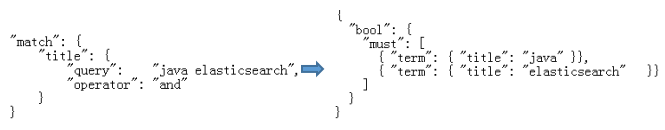 "match": {
    "title": {
        "query":    "java elasticsearch",
        "operator": "and"
    }
}
{
  "bool": {
    "must": [
      { "term": { "title": "java" }},
      { "term": { "title": "elasticsearch"   }}
    ]
  }
}